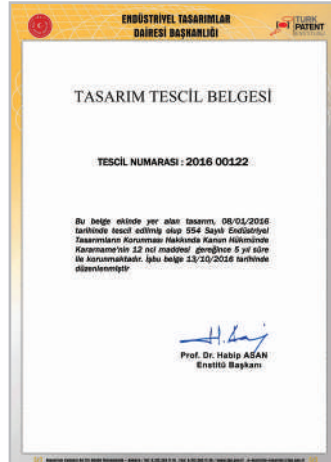 ENDÜSTRİYEL TASARIMLAR
DAİRESİ BAŞKANLIĞI
TÜRK
PATENT
TASARIM TESCİL BELGESİ
TESCİL NUMARASI : 2016 00122
Bu belge ekinde yer alan tasarım, 08/01/2016
tarihinde tescil edilmiş olup 554 Sayılı Endüstriyel
Tasarımların Korunması Hakkında Kanun Hükmünde
Kararname'nin 12 nci maddesi gereğince 5 yıl süre
ile korunmaktadır. İşbu belge 13/10/2016 tarihinde
düzenlenmiştir
Prof. Dr. Habip ASAN
Enstitü Başkanı